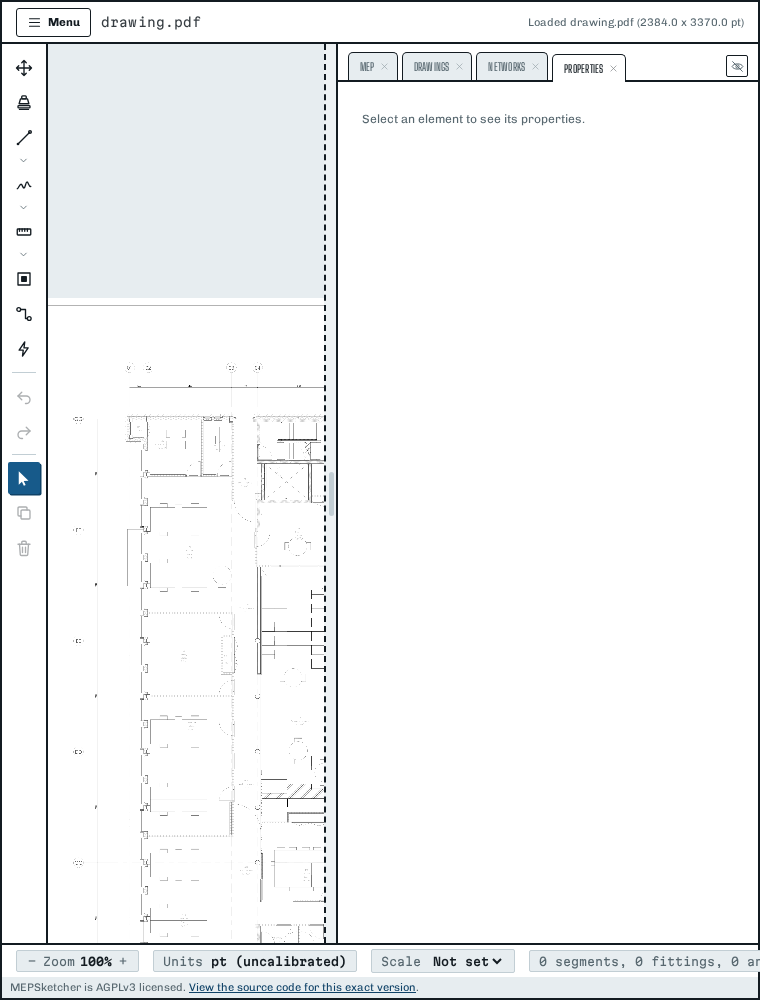 Menu drawing.pdf Loaded drawing.pdf (2384.0 x 3370.0 pt)
MEP DRAWINGS NETWORKS PROPERTIES
Select an element to see its properties.
− Zoom 100% + Units pt (uncalibrated) Scale Not set 0 segments, 0 fittings, 0
MEPSketcher is AGPLv3 licensed. View the source code for this exact version.